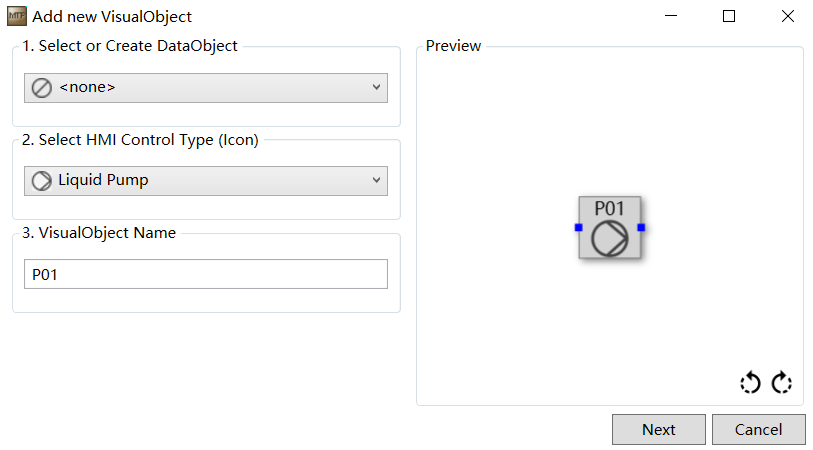 MTP
Add new VisualObject
1. Select or Create DataObject
<none>
2. Select HMI Control Type (Icon)
Liquid Pump
3. VisualObject Name
P01
Preview
P01
Next
Cancel